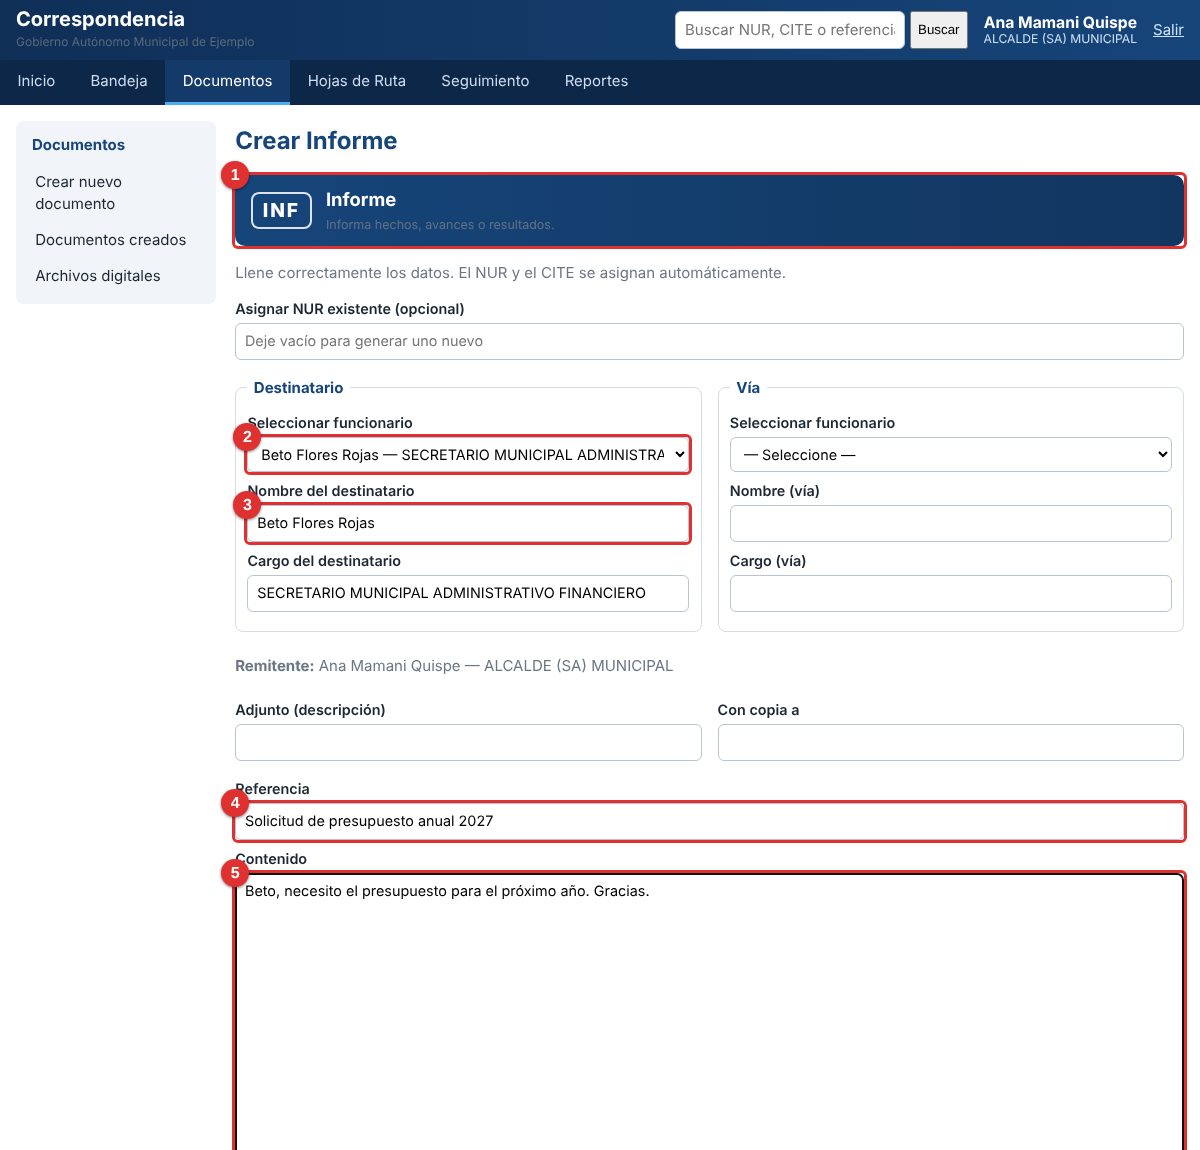 Correspondencia
Gobierno Autónomo Municipal de Ejemplo
Buscar NUR, CITE o referenci
Buscar
Ana Mamani Quispe
ALCALDE (SA) MUNICIPAL
Salir
Inicio
Bandeja
Documentos
Hojas de Ruta
Seguimiento
Reportes
Documentos
Crear nuevo
documento
Documentos creados
Archivos digitales
Crear Informe
1
INF
Informe
Informa hechos, avances o resultados.
Llene correctamente los datos. El NUR y el CITE se asignan automáticamente.
Asignar NUR existente (opcional)
Deje vacío para generar uno nuevo
Destinatario
Seleccionar funcionario
2
Beto Flores Rojas — SECRETARIO MUNICIPAL ADMINISTRA
Nombre del destinatario
3
Beto Flores Rojas
Cargo del destinatario
SECRETARIO MUNICIPAL ADMINISTRATIVO FINANCIERO
Vía
Seleccionar funcionario
— Seleccione —
Nombre (vía)
Cargo (vía)
Remitente: Ana Mamani Quispe — ALCALDE (SA) MUNICIPAL
Adjunto (descripción)
Con copia a
Referencia
4
Solicitud de presupuesto anual 2027
Contenido
5
Beto, necesito el presupuesto para el próximo año. Gracias.